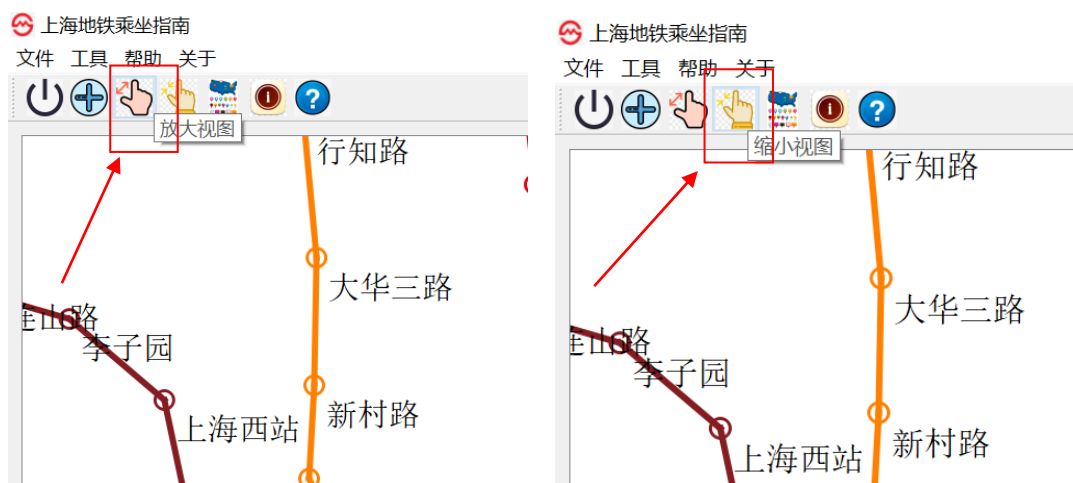 上海地铁乘坐指南
文件 工具 帮助 关于
放大视图
行知路
大华三路
山路
李子园
新村路
上海西站
上海地铁乘坐指南
文件 工具 帮助 关于
缩小视图
行知路
大华三路
山路
李子园
新村路
上海西站